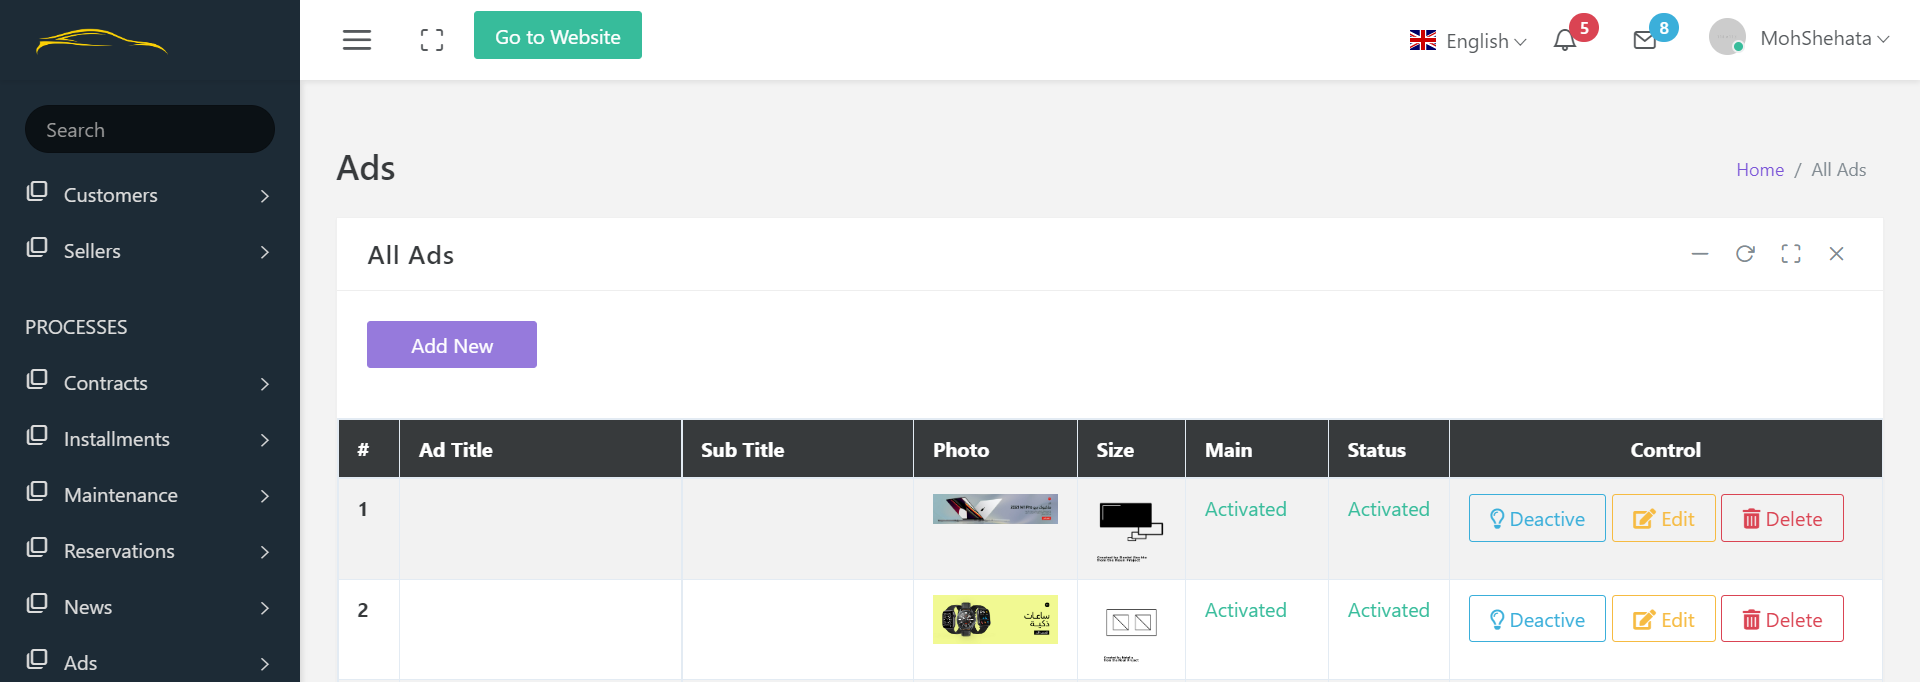 Go to Website
English
5
8
MohShehata
Search
Customers
Sellers
PROCESSES
Contracts
Installments
Maintenance
Reservations
News
Ads
Ads
Home / All Ads
All Ads
Add New
# Ad Title Sub Title Photo Size Main Status Control
1 Activated Activated Deactive Edit Delete
2 ساعات ذكية Activated Activated Deactive Edit Delete